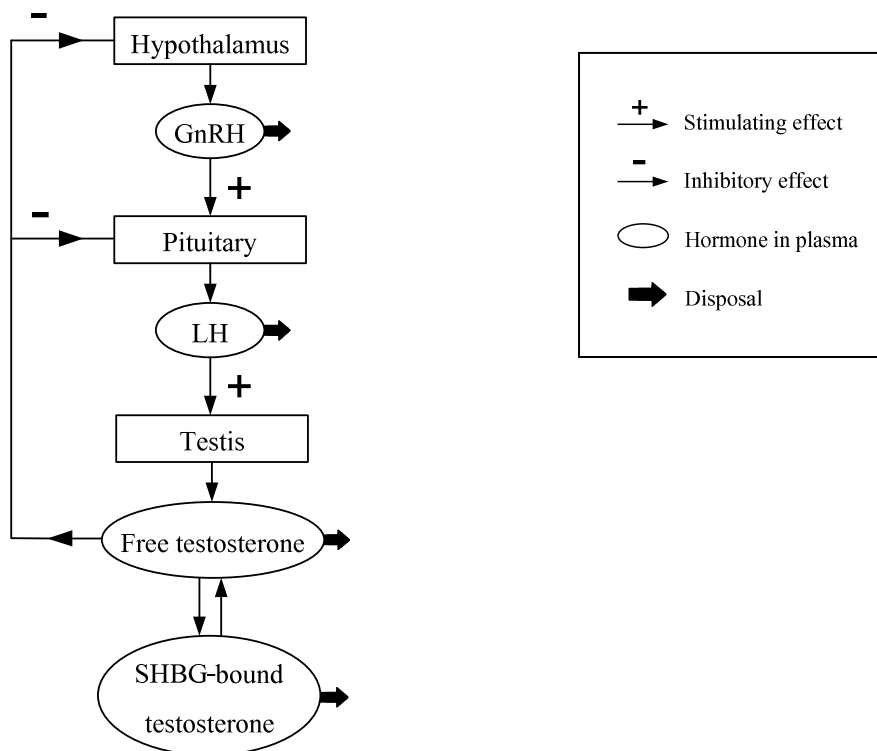 -
Hypothalamus
GnRH
+
-
Pituitary
LH
+
Testis
Free testosterone
SHBG-bound
testosterone
+
Stimulating effect
-
Inhibitory effect
Hormone in plasma
Disposal